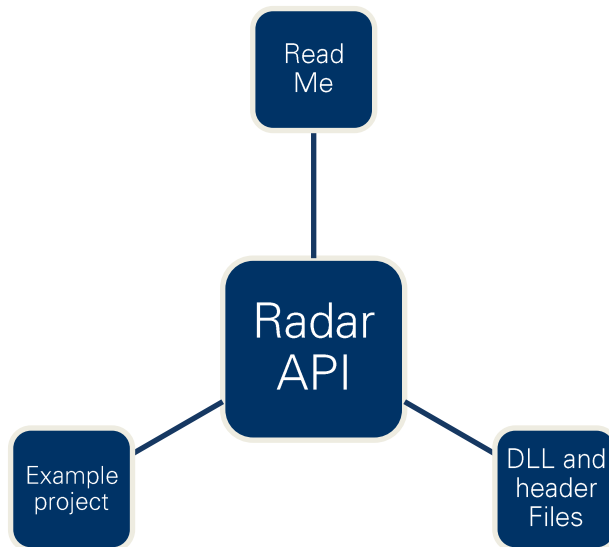 Read
Me
Radar
API
Example
project
DLL and
header
Files